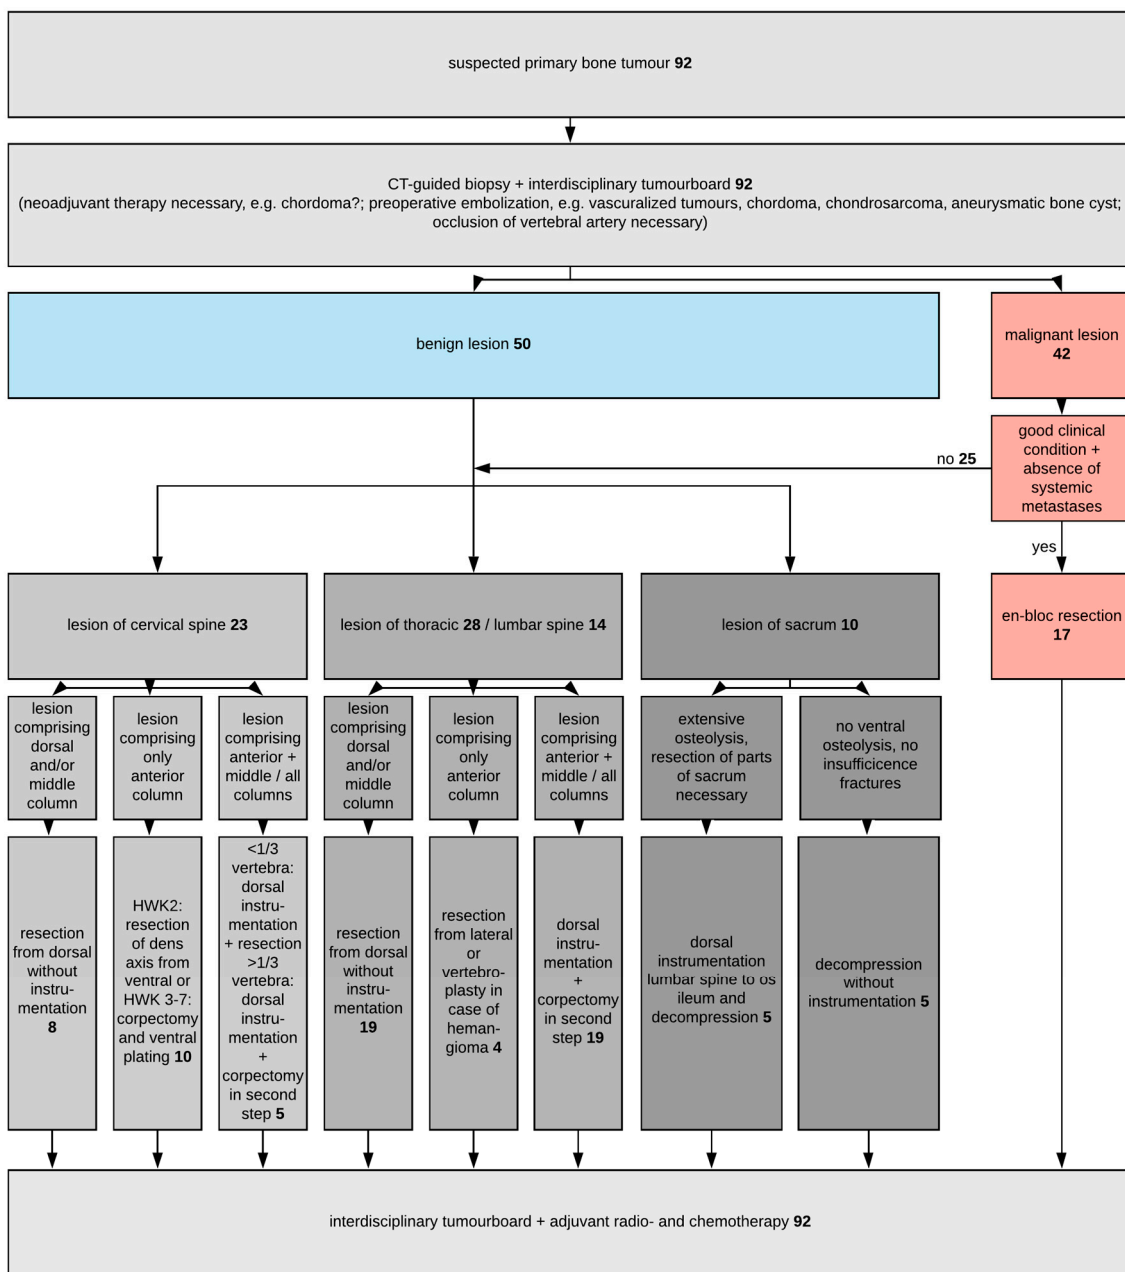 suspected primary bone tumour 92
CT-guided biopsy + interdisciplinary tumourboard 92
(neoadjuvant therapy necessary, e.g. chordoma?; preoperative embolization, e.g. vascuralized tumours, chordoma, chondrosarcoma, aneurysmatic bone cyst;
occlusion of vertebral artery necessary)
benign lesion 50
malignant lesion
42
good clinical
condition +
absence of
systemic
metastases
no 25
yes
lesion of cervical spine 23
lesion of thoracic 28 / lumbar spine 14
lesion of sacrum 10
en-bloc resection
17
lesion
comprising
dorsal
and/or
middle
column
lesion
comprising
only
anterior
column
lesion
comprising
anterior +
middle / all
columns
lesion
comprising
dorsal
and/or
middle
column
lesion
comprising
only
anterior
column
lesion
comprising
anterior +
middle / all
columns
extensive
osteolysis,
resection of parts
of sacrum
necessary
no ventral
osteolysis, no
insufficicence
fractures
resection
from dorsal
without
instru-
mentation
8
HWK2:
resection
of dens
axis from
ventral or
HWK 3-7:
corpectomy
and ventral
plating 10
<1/3
vertebra:
dorsal
instru-
mentation
+ resection
>1/3
vertebra:
dorsal
instru-
mentation
+
corpectomy
in second
step 5
resection
from dorsal
without
instru-
mentation
19
resection
from lateral
or
vertebro-
plasty in
case of
heman-
gioma 4
dorsal
instru-
mentation
+
corpectomy
in second
step 19
dorsal
instrumentation
lumbar spine to os
ileum and
decompression 5
decompression
without
instrumentation 5
interdisciplinary tumourboard + adjuvant radio- and chemotherapy 92